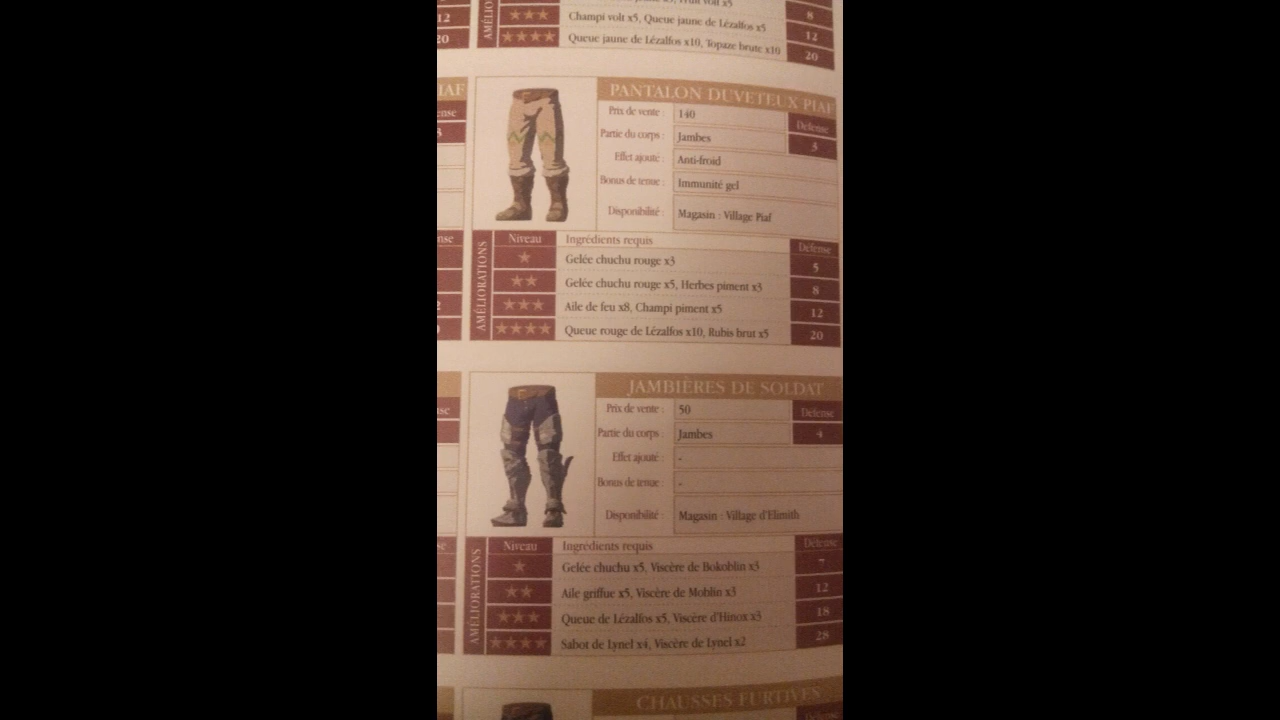 AMÉLIORATIONS
★★★ Champi volt x5, Queue jaune de Lézalfos x5 12
★★★★ Queue jaune de Lézalfos x10, Topaze brute x10 20
12
20
8
PANTALON DUVETEUX PIAF
Prix de vente : 140
Défense
3
Partie du corps : Jambes
Effet ajouté : Anti-froid
Bonus de tenue : Immunité gel
Disponibilité : Magasin : Village Piaf
AMÉLIORATIONS
Niveau Ingrédients requis Défense
★ Gelée chuchu rouge x3 5
★★ Gelée chuchu rouge x5, Herbes piment x3 8
★★★ Aile de feu x8, Champi piment x5 12
★★★★ Queue rouge de Lézalfos x10, Rubis brut x5 20
JAMBIÈRES DE SOLDAT
Prix de vente : 50
Défense
4
Partie du corps : Jambes
Effet ajouté : -
Bonus de tenue : -
Disponibilité : Magasin : Village d'Elimith
AMÉLIORATIONS
Niveau Ingrédients requis Défense
★ Gelée chuchu x5, Viscère de Bokoblin x3 7
★★ Aile griffue x5, Viscère de Moblin x3 12
★★★ Queue de Lézalfos x5, Viscère d'Hinox x3 18
★★★★ Sabot de Lynel x4, Viscère de Lynel x2 28
CHAUSSES FURTIVES
Défense